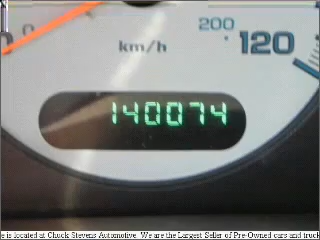 0
200
km/h
120
140074
e is located at Chuck Stevens Automotive. We are the Largest Seller of Pre-Owned cars and truck